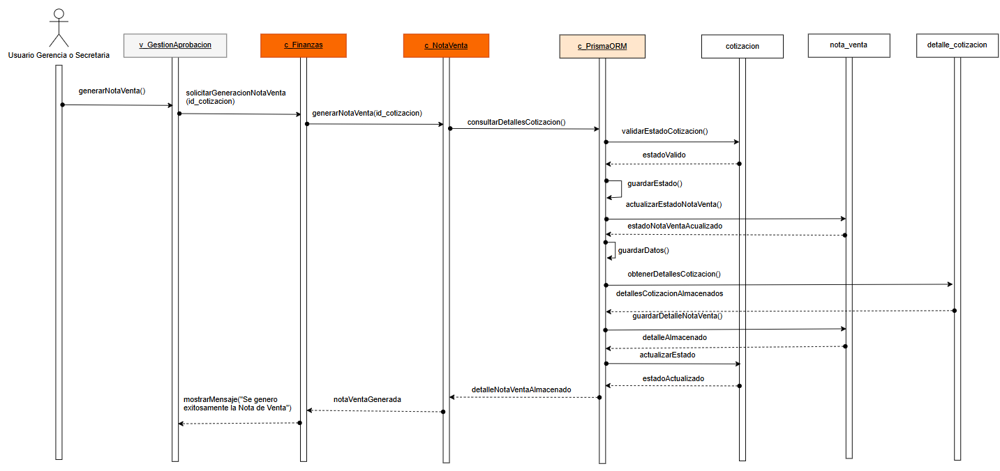 Usuario Gerencia o Secretaria
v_GestionAprobacion
c_Finanzas
c_NotaVenta
c_PrismaORM
cotizacion
nota_venta
detalle_cotizacion
generarNotaVenta()
solicitarGeneracionNotaVenta
(id_cotizacion)
generarNotaVenta(id_cotizacion)
consultarDetallesCotizacion()
validarEstadoCotizacion()
estadoValido
guardarEstado()
actualizarEstadoNotaVenta()
estadoNotaVentaAcualizado
guardarDatos()
obtenerDetallesCotizacion()
detallesCotizacionAlmacenados
guardarDetalleNotaVenta()
detalleAlmacenado
actualizarEstado
estadoActualizado
detalleNotaVentaAlmacenado
notaVentaGenerada
mostrarMensaje("Se genero
exitosamente la Nota de Venta")